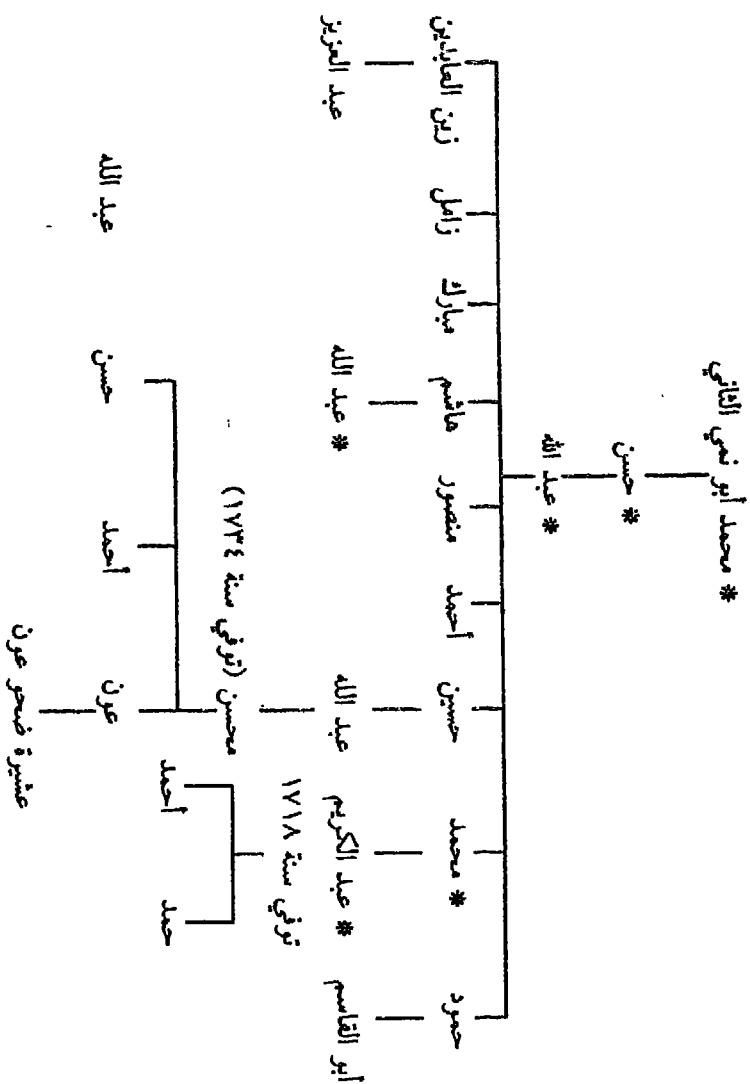 * محمد أبو نمي الثاني
حسن *
عبد الله *
حمود
محمد *
حسين
أحمد
منصور
هاشم
مبارك
زامل
زين العابدين
أبو القاسم
عبد الكريم *
عبد الله
عبد الله *
عبد العزيز
توفي سنة ١٧١٨
محسن (توفي سنة ١٧٣٤)
حمد
أحمد
عون
أحمد
حسن
عبد الله
عشيرة ضحو عون